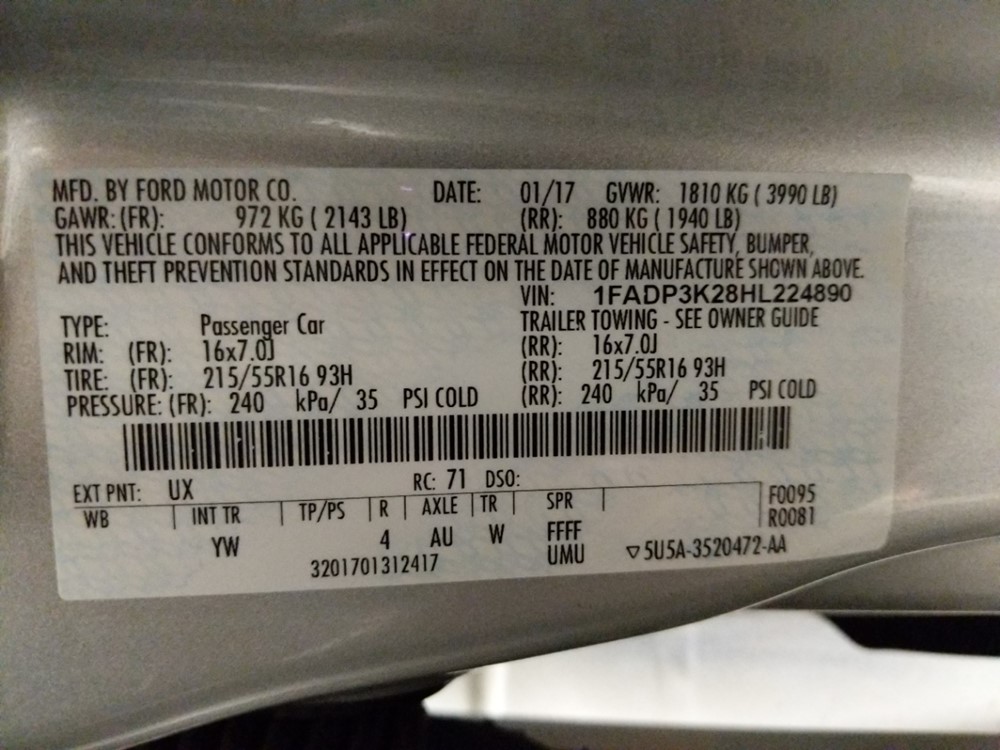 MFD. BY FORD MOTOR CO. DATE: 01/17 GVWR: 1810 KG ( 3990 LB)
GAWR: (FR): 972 KG ( 2143 LB) (RR): 880 KG ( 1940 LB)
THIS VEHICLE CONFORMS TO ALL APPLICABLE FEDERAL MOTOR VEHICLE SAFETY, BUMPER,
AND THEFT PREVENTION STANDARDS IN EFFECT ON THE DATE OF MANUFACTURE SHOWN ABOVE.
VIN: 1FADP3K28HL224890
TYPE: Passenger Car TRAILER TOWING - SEE OWNER GUIDE
RIM: (FR): 16x7.0J (RR): 16x7.0J
TIRE: (FR): 215/55R16 93H (RR): 215/55R16 93H
PRESSURE: (FR): 240 kPa/ 35 PSI COLD (RR): 240 kPa/ 35 PSI COLD
EXT PNT: UX RC: 71 DSO:
WB INT TR TP/PS R AXLE TR SPR F0095
R0081
YW 4 AU W FFFF
3201701312417 UMU ▽5U5A-3520472-AA